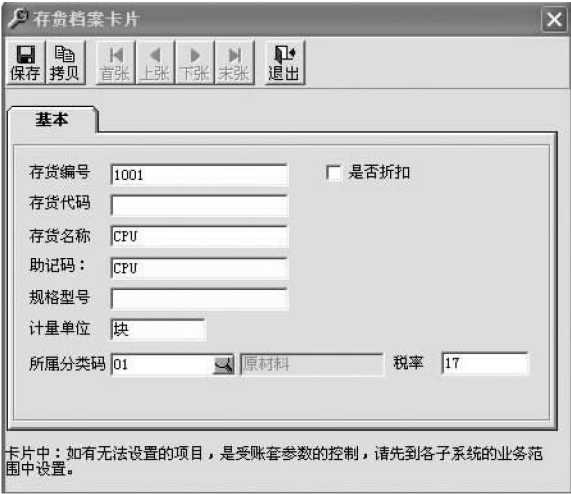 存货档案卡片
保存 拷贝 首张 上张 下张 末张 退出
基本
存货编号 1001 是否折扣
存货代码
存货名称 CPU
助记码： CPU
规格型号
计量单位 块
所属分类码 01 原材料 税率 17
卡片中：如有无法设置的项目，是受账套参数的控制，请先到各子系统的业务范
围中设置。